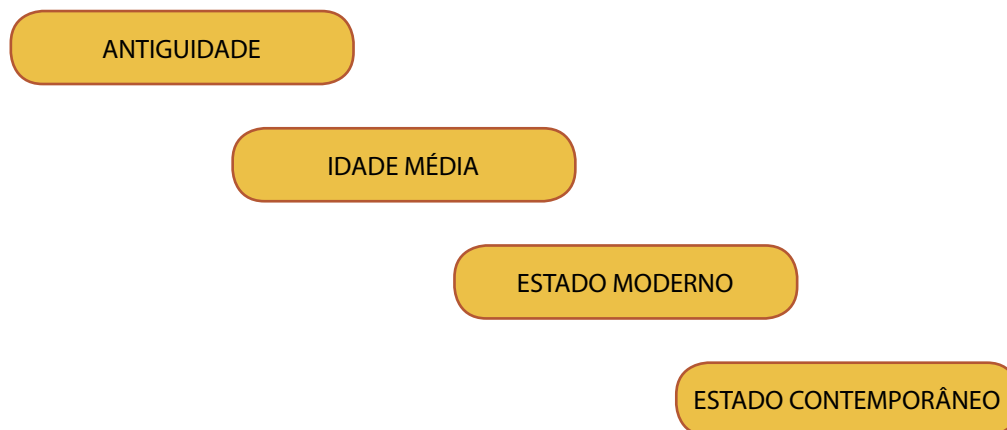 ANTIGUIDADE
IDADE MÉDIA
ESTADO MODERNO
ESTADO CONTEMPORÂNEO